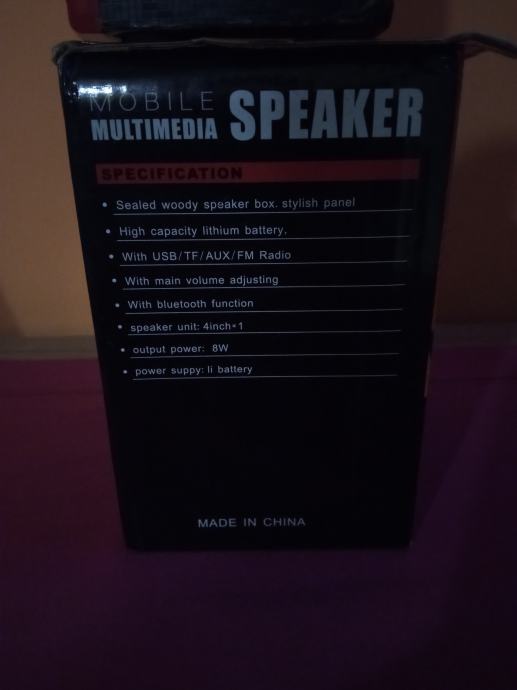 MOBILE
MULTIMEDIA SPEAKER
SPECIFICATION
• Sealed woody speaker box. stylish panel
• High capacity lithium battery.
• With USB/TF/AUX/FM Radio
• With main volume adjusting
• With bluetooth function
• speaker unit: 4inch*1
• output power: 8W
• power suppy: li battery
MADE IN CHINA